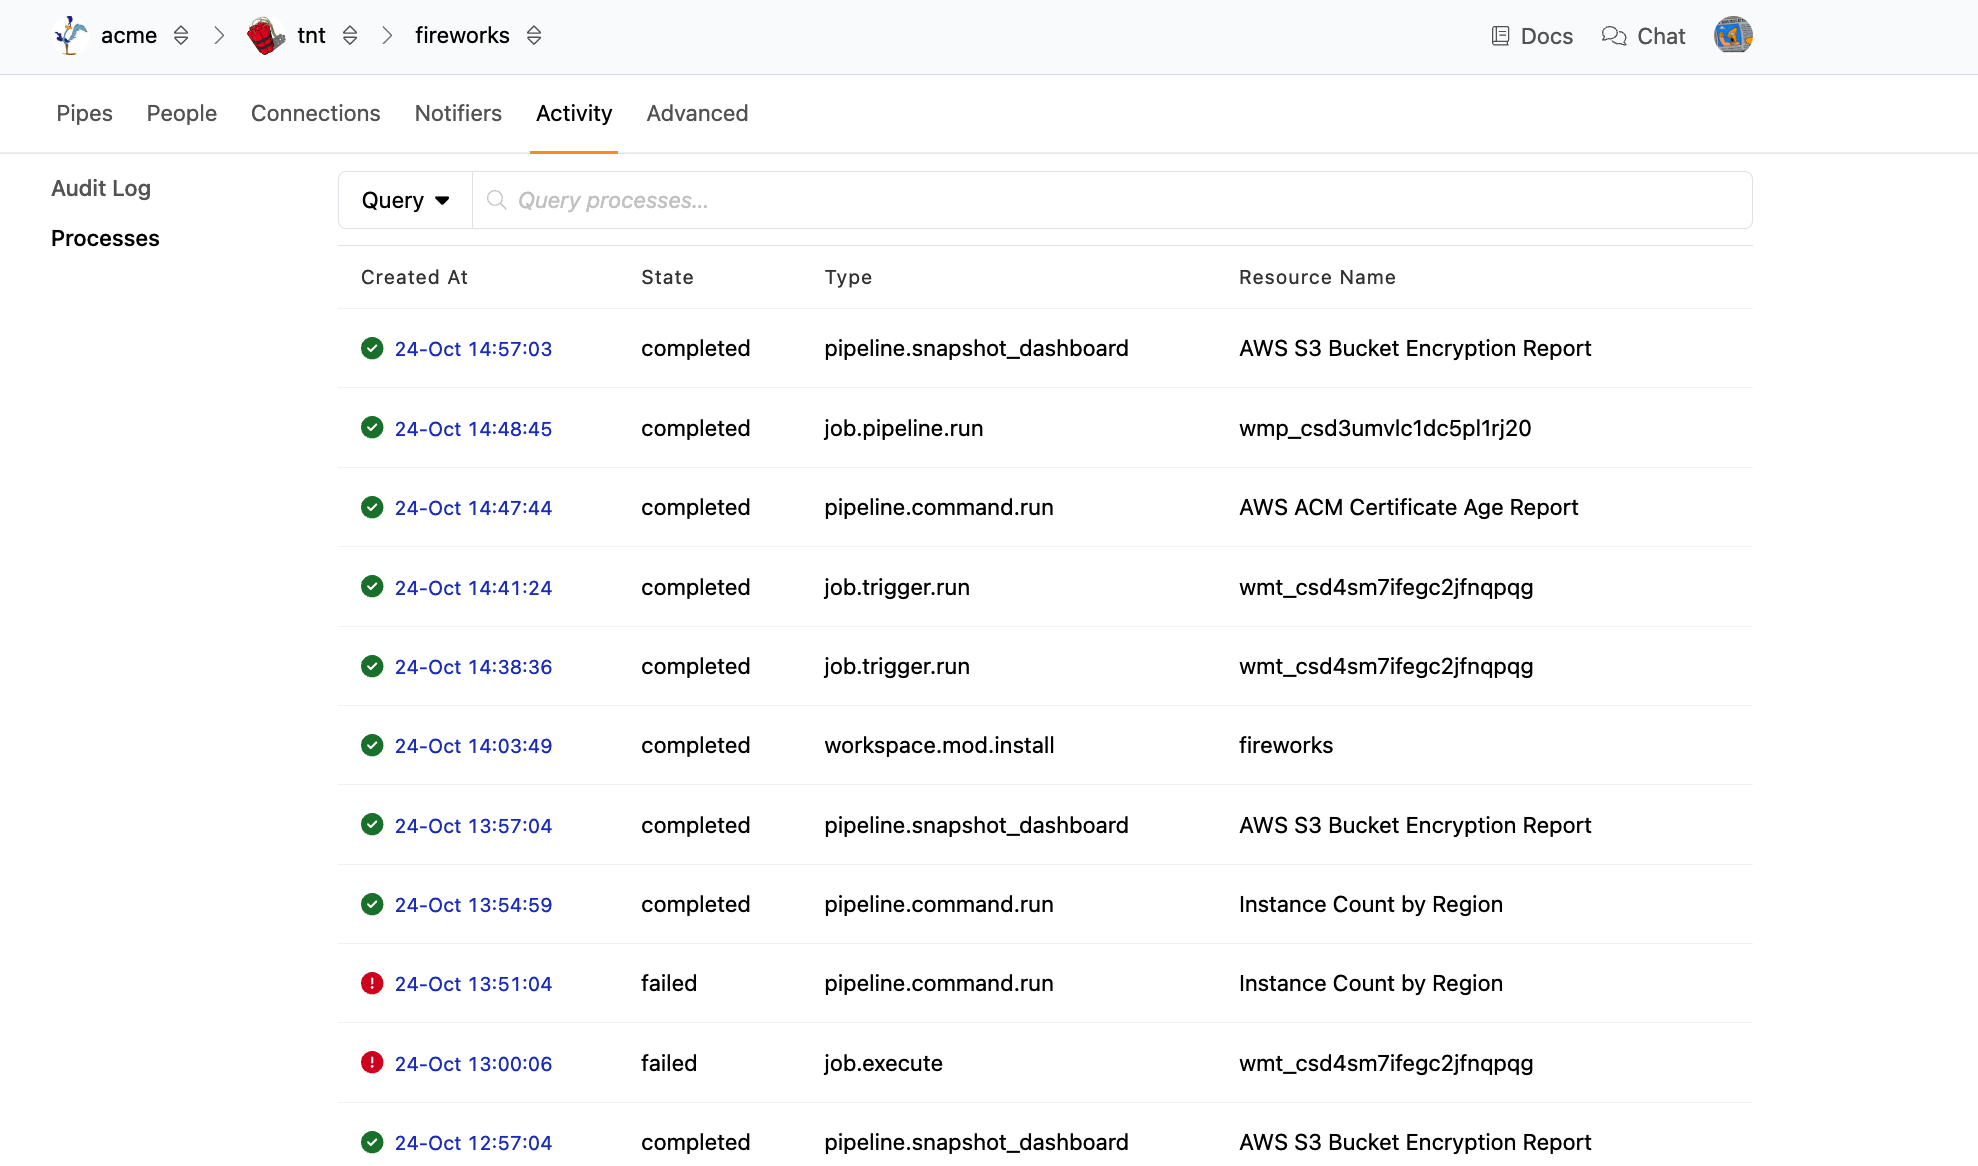 acme tnt fireworks Docs Chat
Pipes People Connections Notifiers Activity Advanced
Audit Log
Processes
Query Query processes...
Created At State Type Resource Name
24-Oct 14:57:03 completed pipeline.snapshot_dashboard AWS S3 Bucket Encryption Report
24-Oct 14:48:45 completed job.pipeline.run wmp_csd3umvlc1dc5pl1rj20
24-Oct 14:47:44 completed pipeline.command.run AWS ACM Certificate Age Report
24-Oct 14:41:24 completed job.trigger.run wmt_csd4sm7ifegc2jfnqpqg
24-Oct 14:38:36 completed job.trigger.run wmt_csd4sm7ifegc2jfnqpqg
24-Oct 14:03:49 completed workspace.mod.install fireworks
24-Oct 13:57:04 completed pipeline.snapshot_dashboard AWS S3 Bucket Encryption Report
24-Oct 13:54:59 completed pipeline.command.run Instance Count by Region
24-Oct 13:51:04 failed pipeline.command.run Instance Count by Region
24-Oct 13:00:06 failed job.execute wmt_csd4sm7ifegc2jfnqpqg
24-Oct 12:57:04 completed pipeline.snapshot_dashboard AWS S3 Bucket Encryption Report